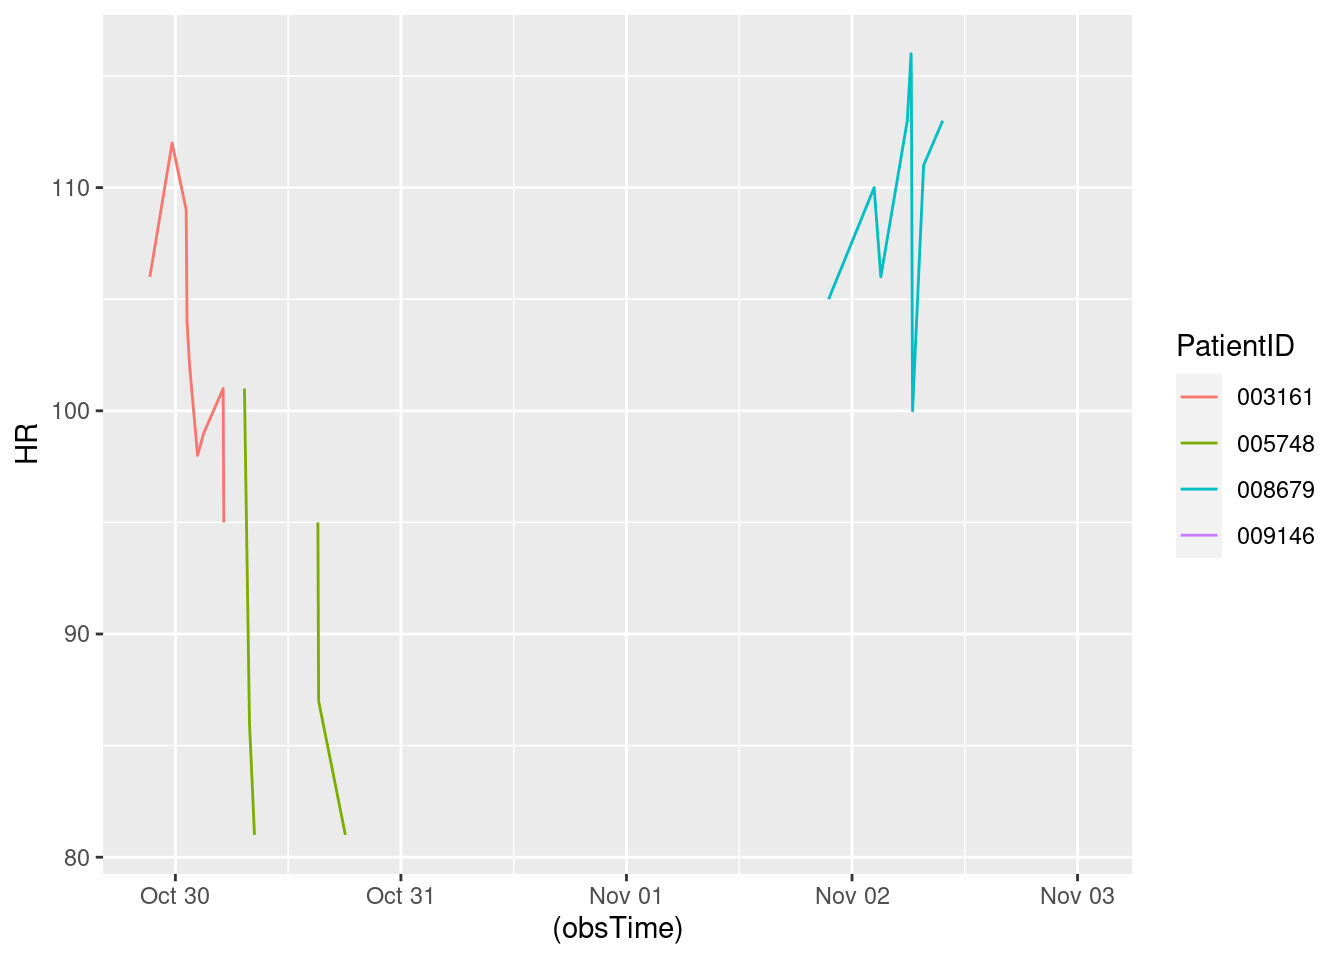 HR
110
100
90
80
Oct 30
Oct 31
Nov 01
Nov 02
Nov 03
(obsTime)
PatientID
003161
005748
008679
009146